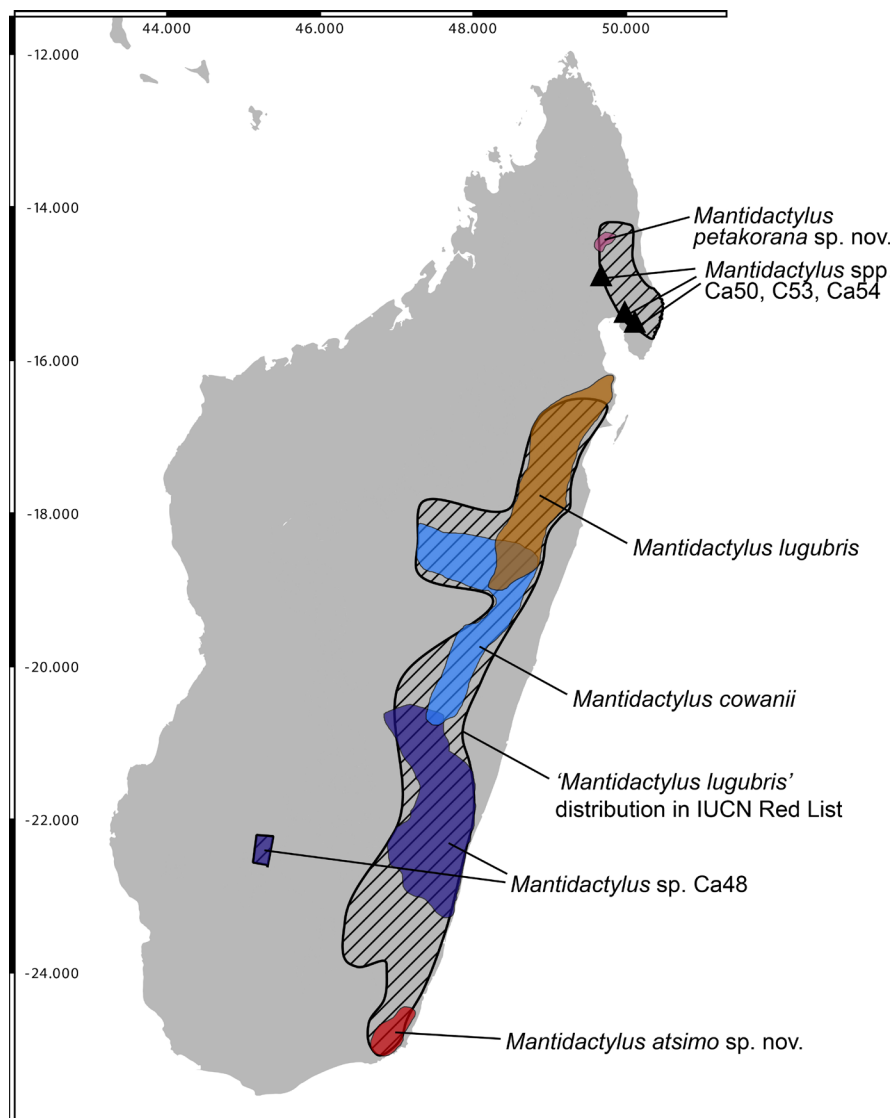 44.000 46.000 48.000 50.000
-12.000
-14.000
Mantidactylus
petakorana sp. nov.
Mantidactylus spp
Ca50, C53, Ca54
-16.000
-18.000
Mantidactylus lugubris
-20.000
Mantidactylus cowanii
'Mantidactylus lugubris'
distribution in IUCN Red List
-22.000
Mantidactylus sp. Ca48
-24.000
Mantidactylus atsimo sp. nov.